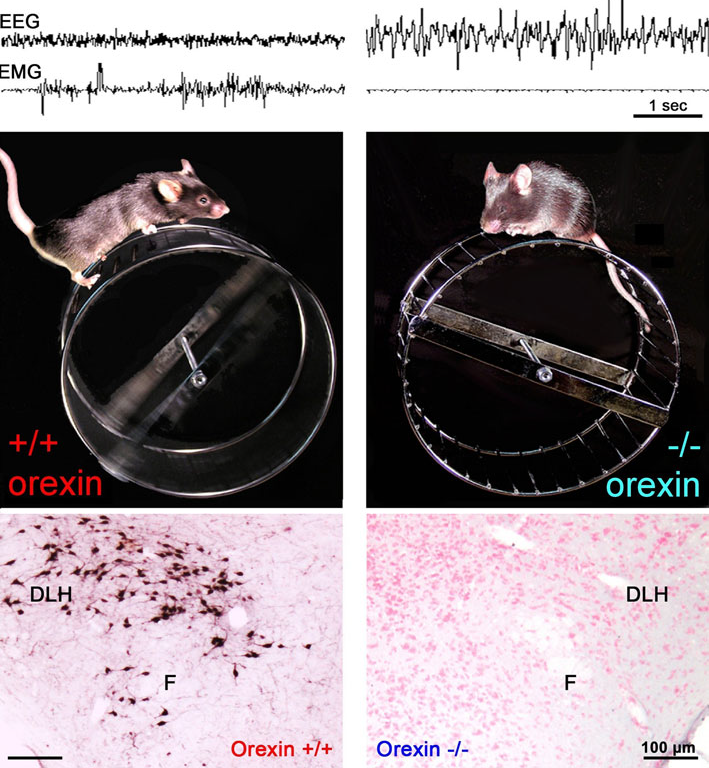 EEG
EMG
1 sec
+/+
orexin
-/-
orexin
DLH
F
Orexin +/+
DLH
F
Orexin -/-
100 µm